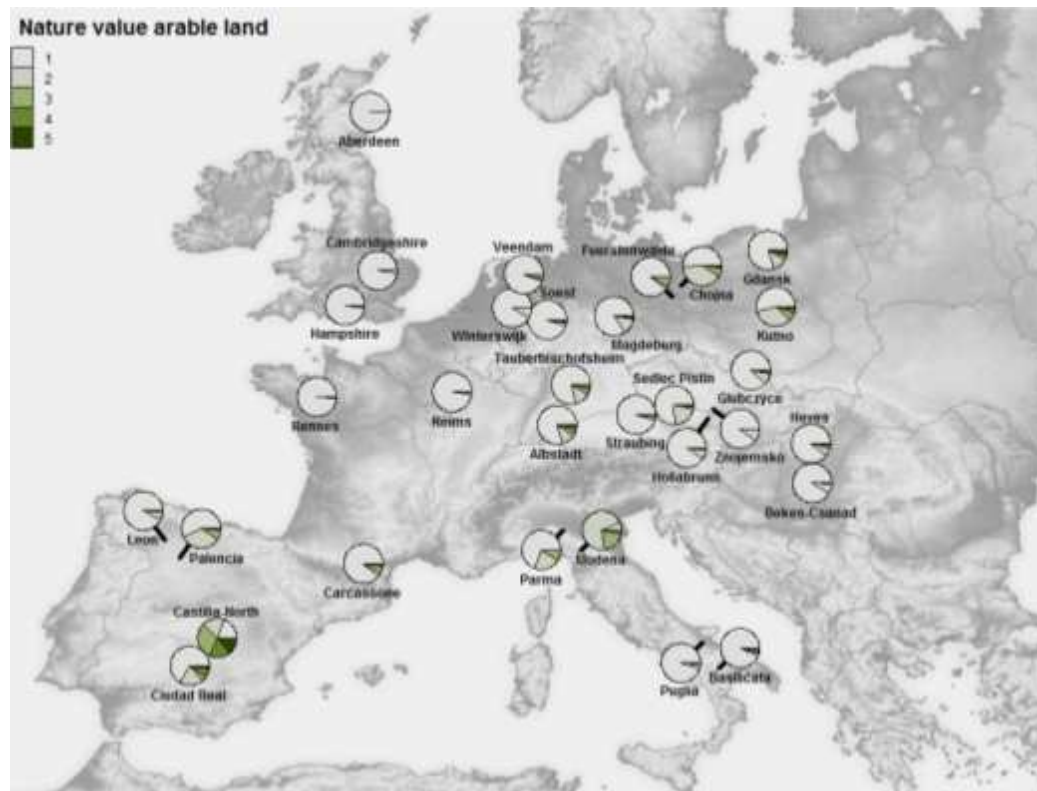 Nature value arable land
1
2
3
4
5
Aberdeen
Cambridgeshire
Hampshire
Veendam
Soest
Winterswijk
Fuerstenwalde
Chojna
Gdansk
Kutno
Magdeburg
Tauberbischofsheim
Albstadt
Sedlec Pistin
Glubczyce
Straubing
Hollabrunn
Znojemsko
Heves
Bekes-Csanad
Rennes
Reims
Leon
Palencia
Carcassone
Parma
Modena
Castilla North
Ciudad Real
Puglia
Basilicata